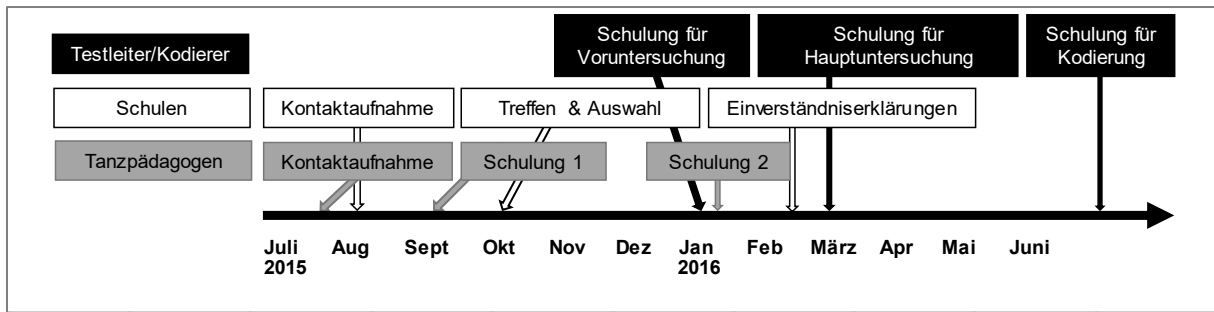 Testleiter/Kodierer
Schulung für
Voruntersuchung
Schulung für
Hauptuntersuchung
Schulung für
Kodierung
Schulen
Kontaktaufnahme
Treffen & Auswahl
Einverständniserklärungen
Tanzpädagogen
Kontaktaufnahme
Schulung 1
Schulung 2
Juli
2015
Aug
Sept
Okt
Nov
Dez
Jan
2016
Feb
März
Apr
Mai
Juni